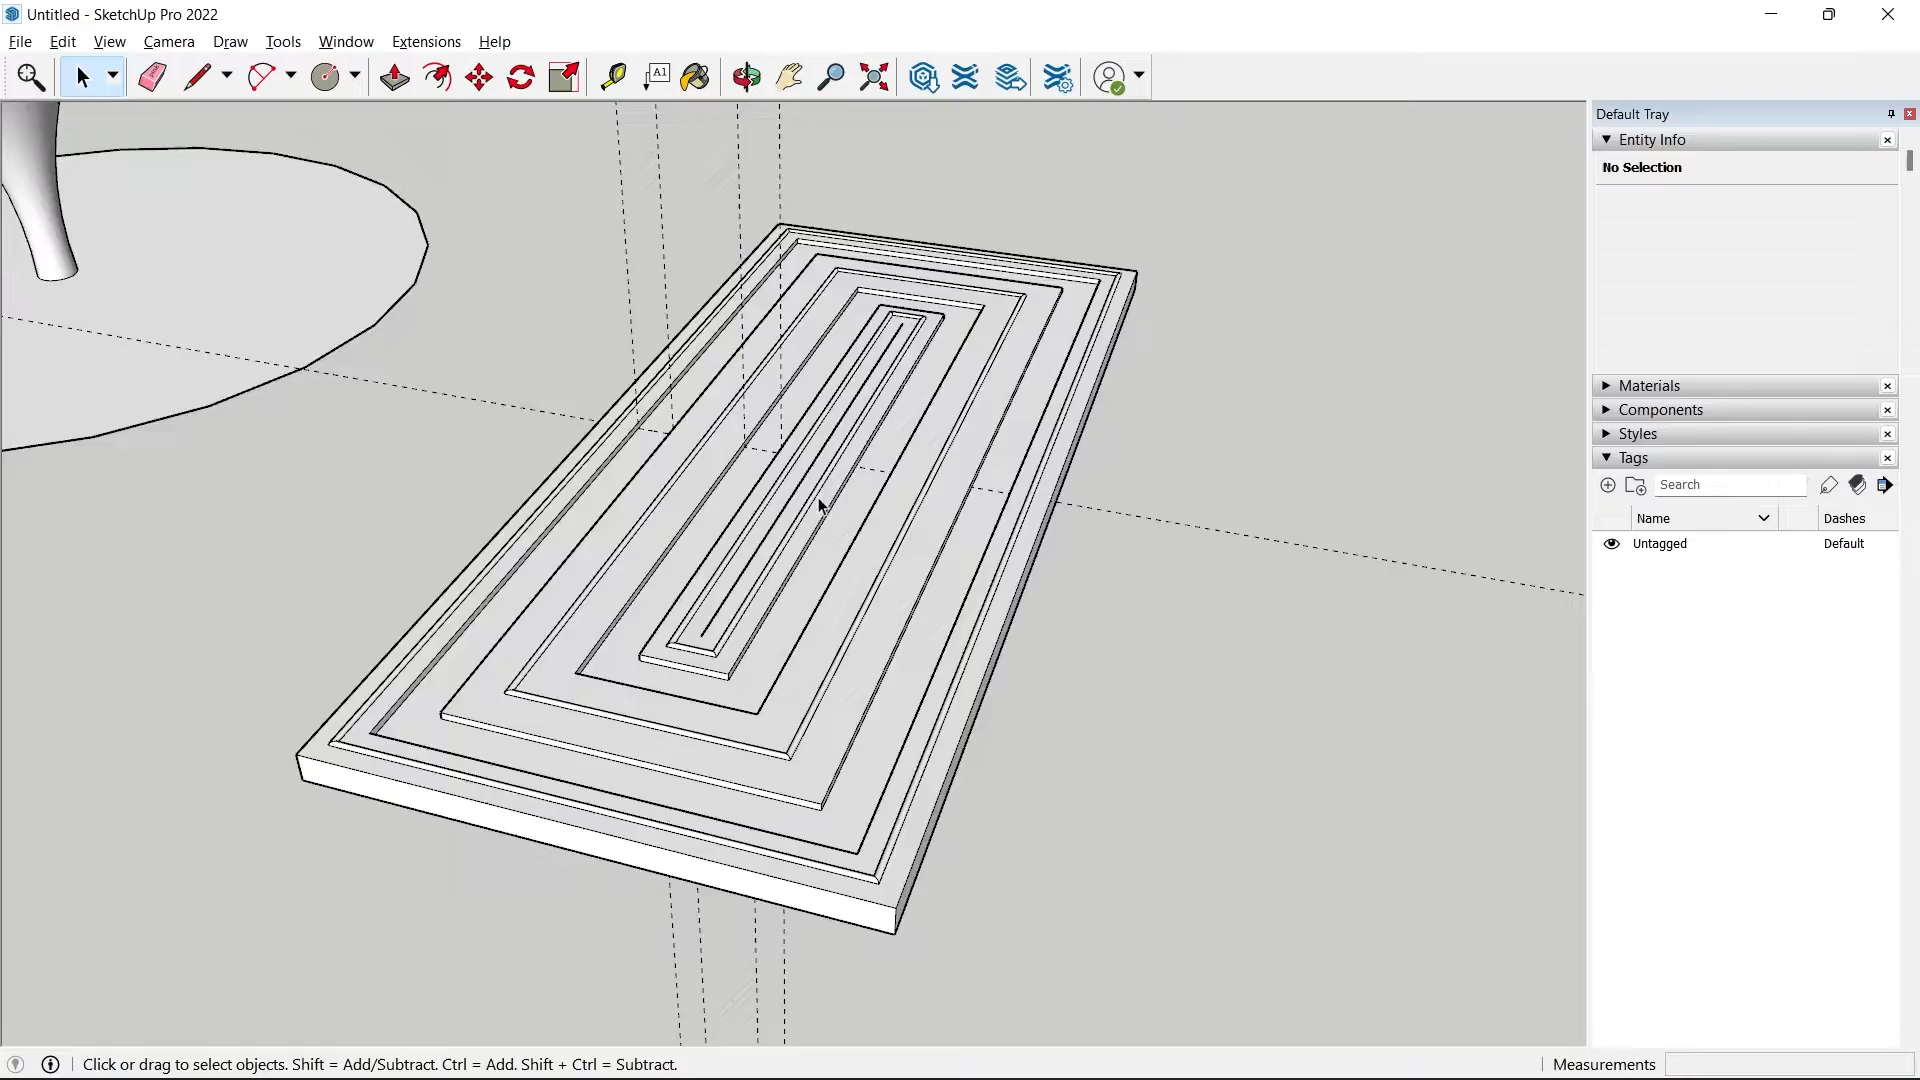 Untitled - SketchUp Pro 2022
File Edit View Camera Draw Tools Window Extensions Help
A1
Default Tray
Entity Info
No Selection
Materials
Components
Styles
Tags
Search
Name Dashes
Untagged Default
Click or drag to select objects. Shift = Add/Subtract. Ctrl = Add. Shift + Ctrl = Subtract.
Measurements